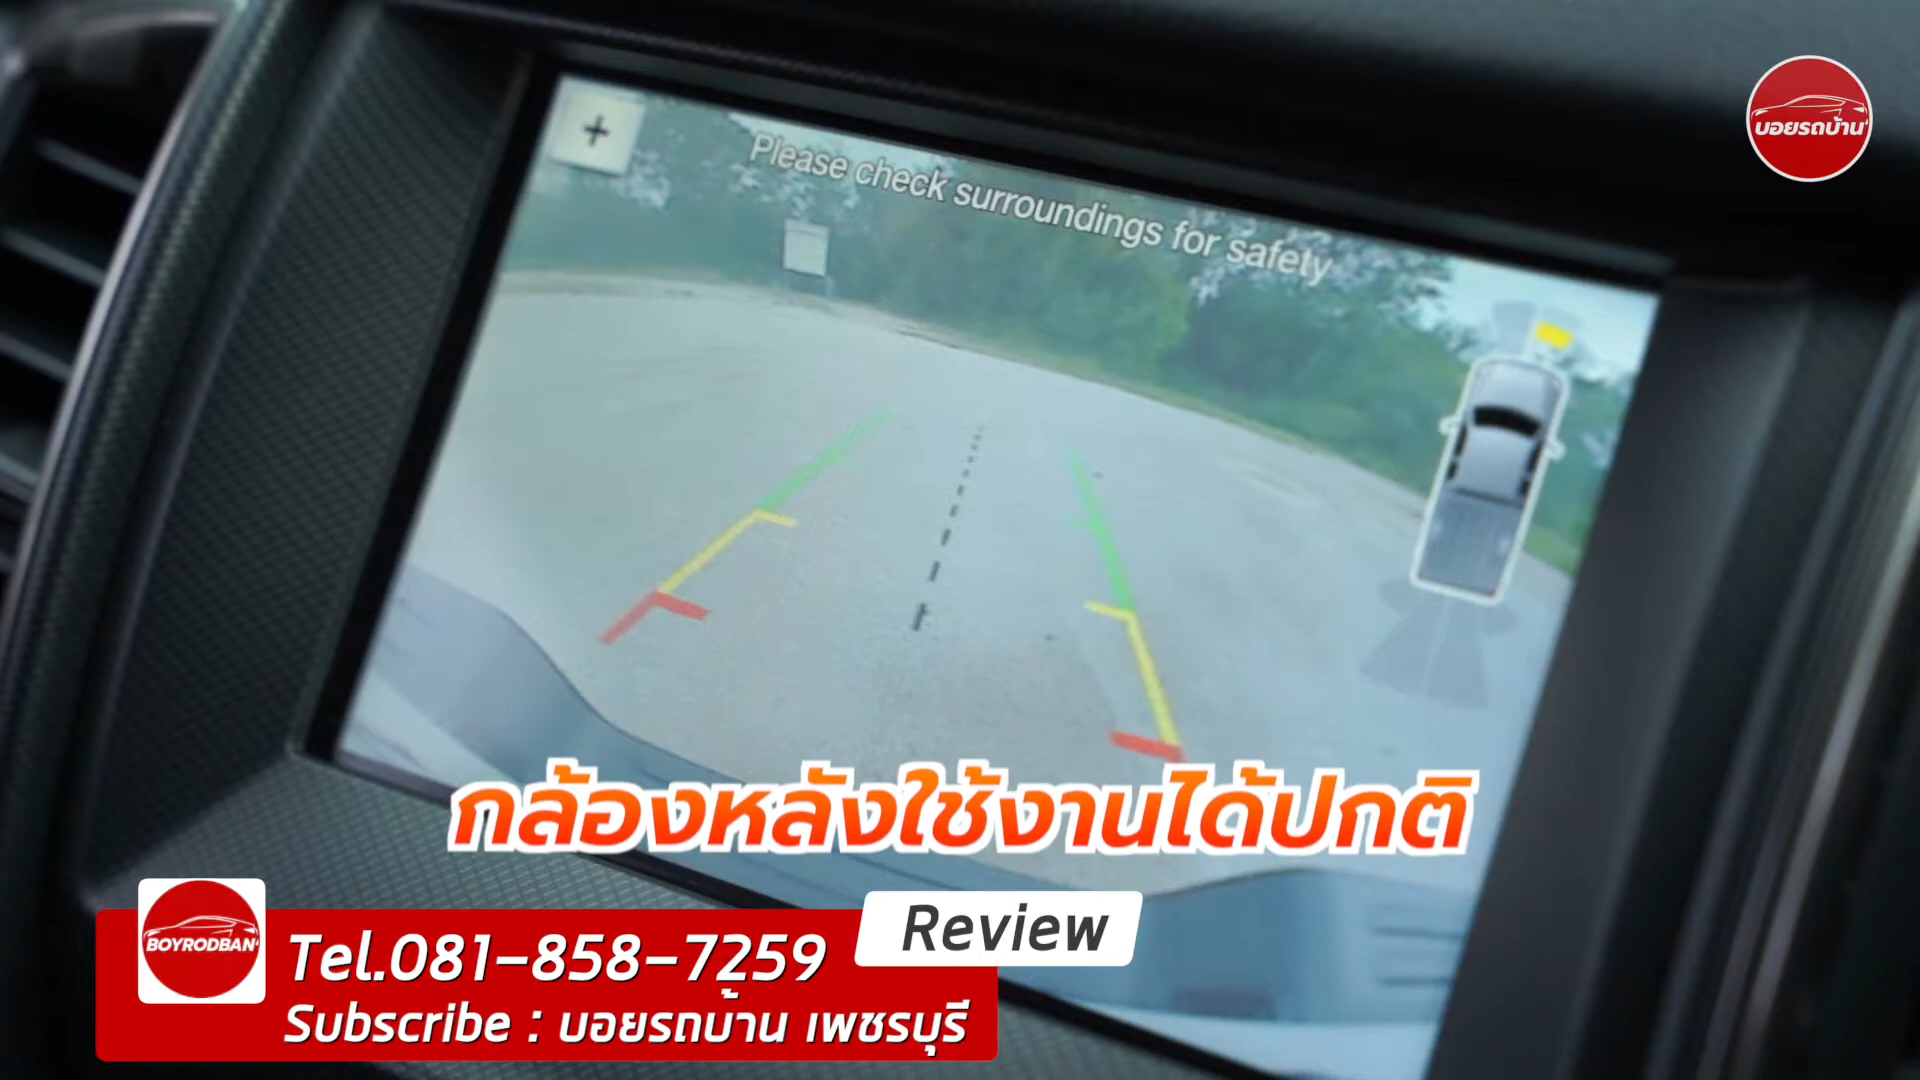 บอยรถบ้าน
+
Please check surroundings for safety
กล้องหลังใช้งานได้ปกติ
Review
BOYRODBAN
Tel.081-858-7259
Subscribe : บอยรถบ้าน เพชรบุรี